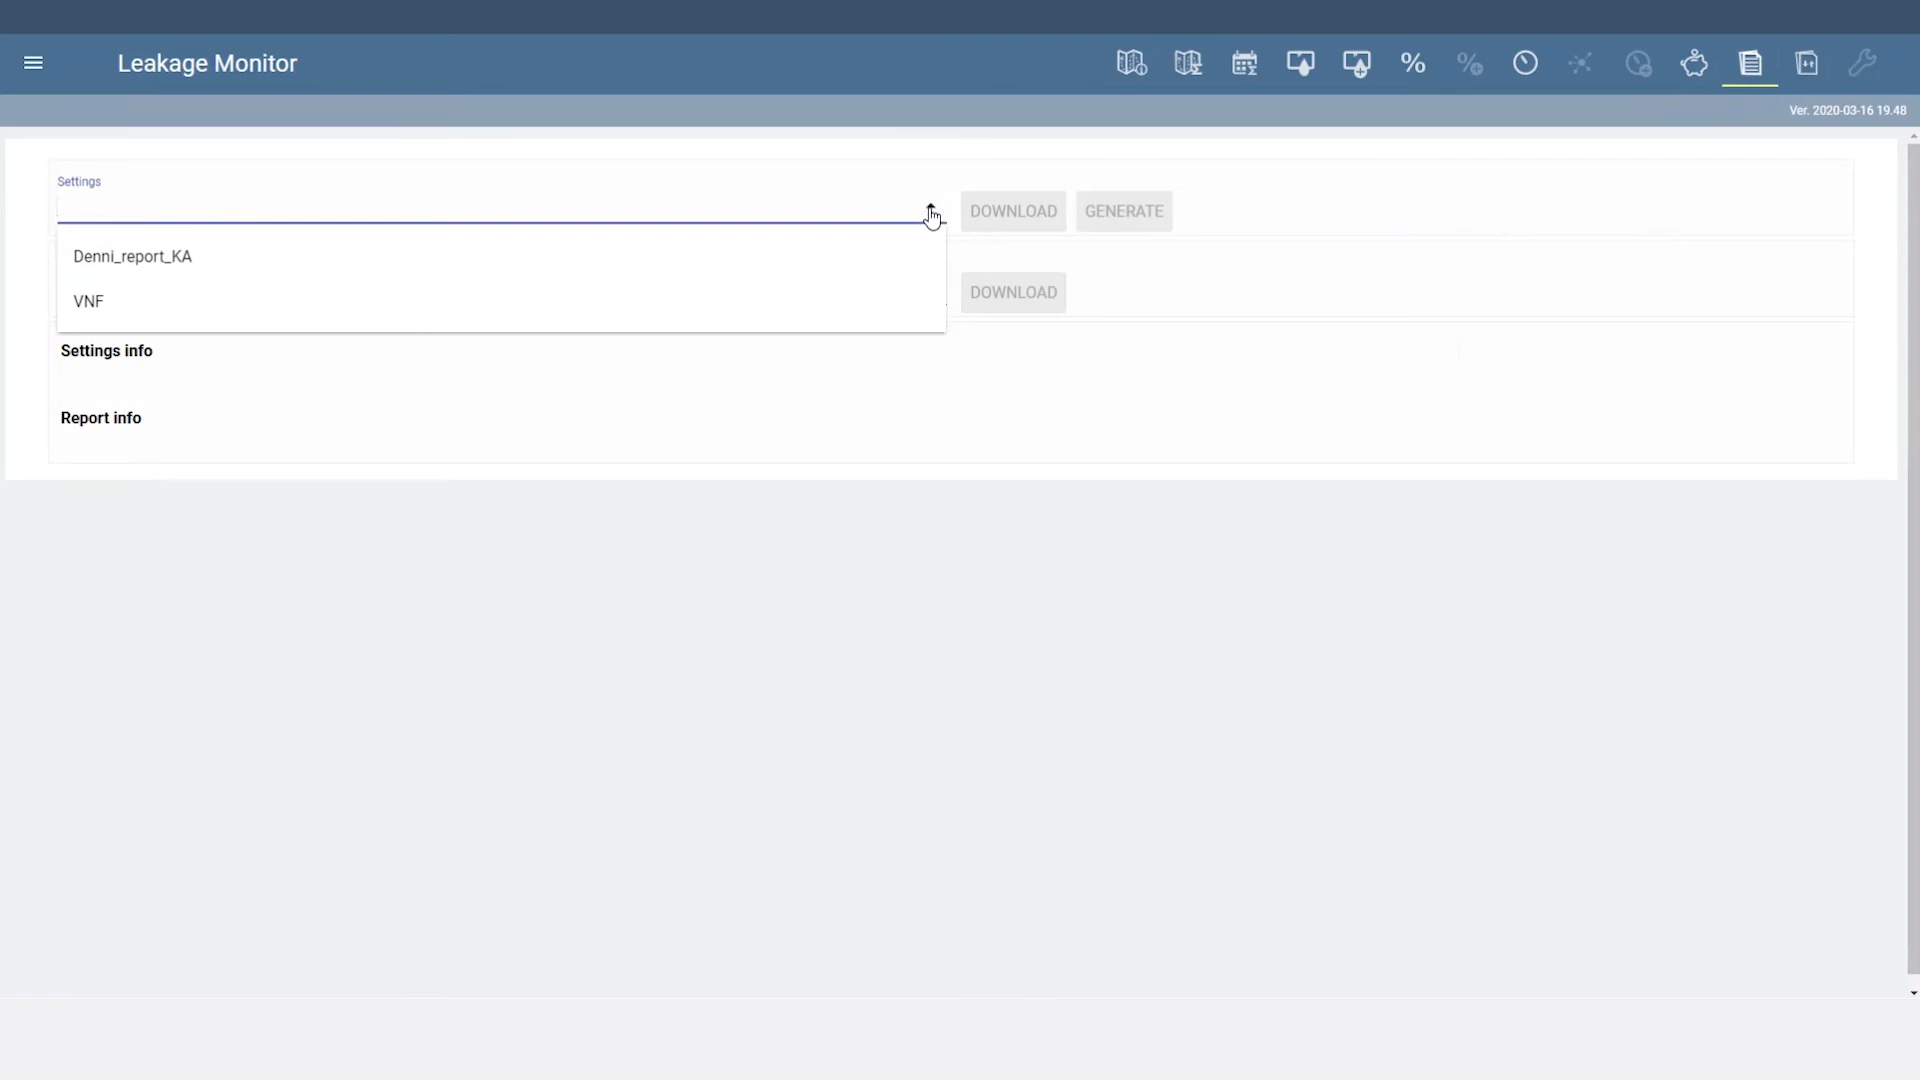 Leakage Monitor
Ver. 2020-03-16 19.48
Settings
DOWNLOAD GENERATE
Denni_report_KA
VNF
DOWNLOAD
Settings info
Report info